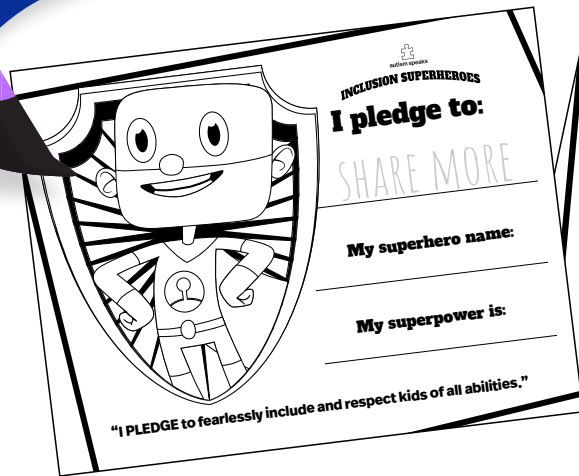 autism speaks
INCLUSION SUPERHEROES
I pledge to:
SHARE MORE
My superhero name:
My superpower is:
“I PLEDGE to fearlessly include and respect kids of all abilities.”